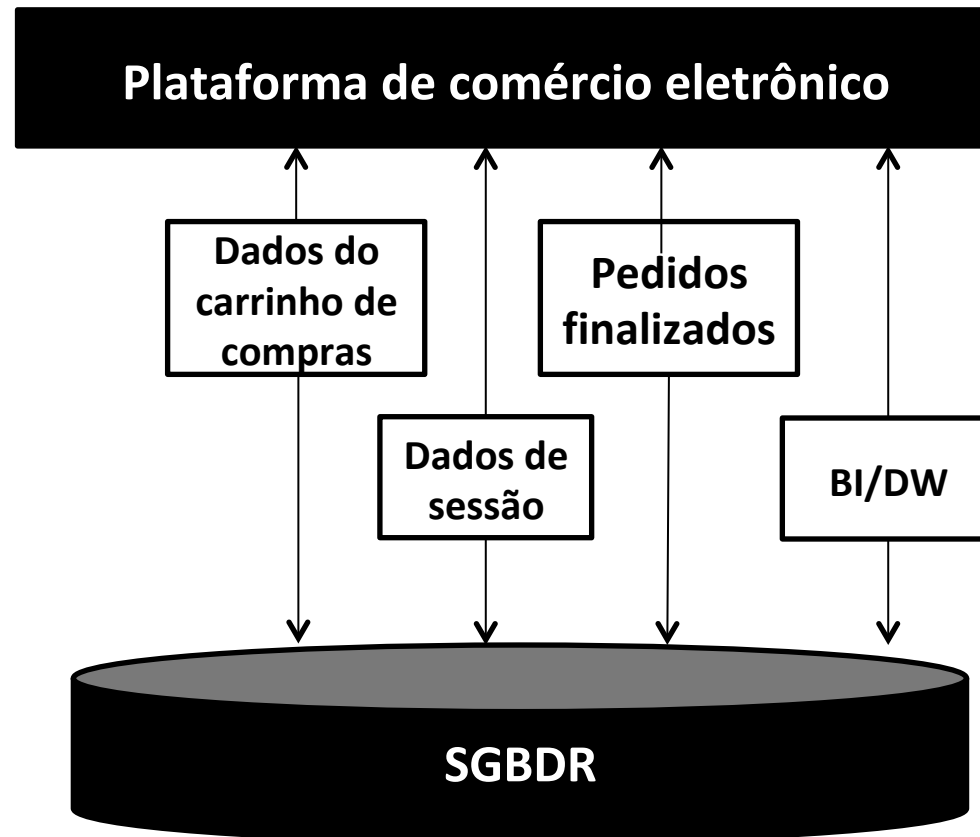 Plataforma de comércio eletrônico
Dados do
carrinho de
compras
Pedidos
finalizados
Dados de
sessão
BI/DW
SGBDR